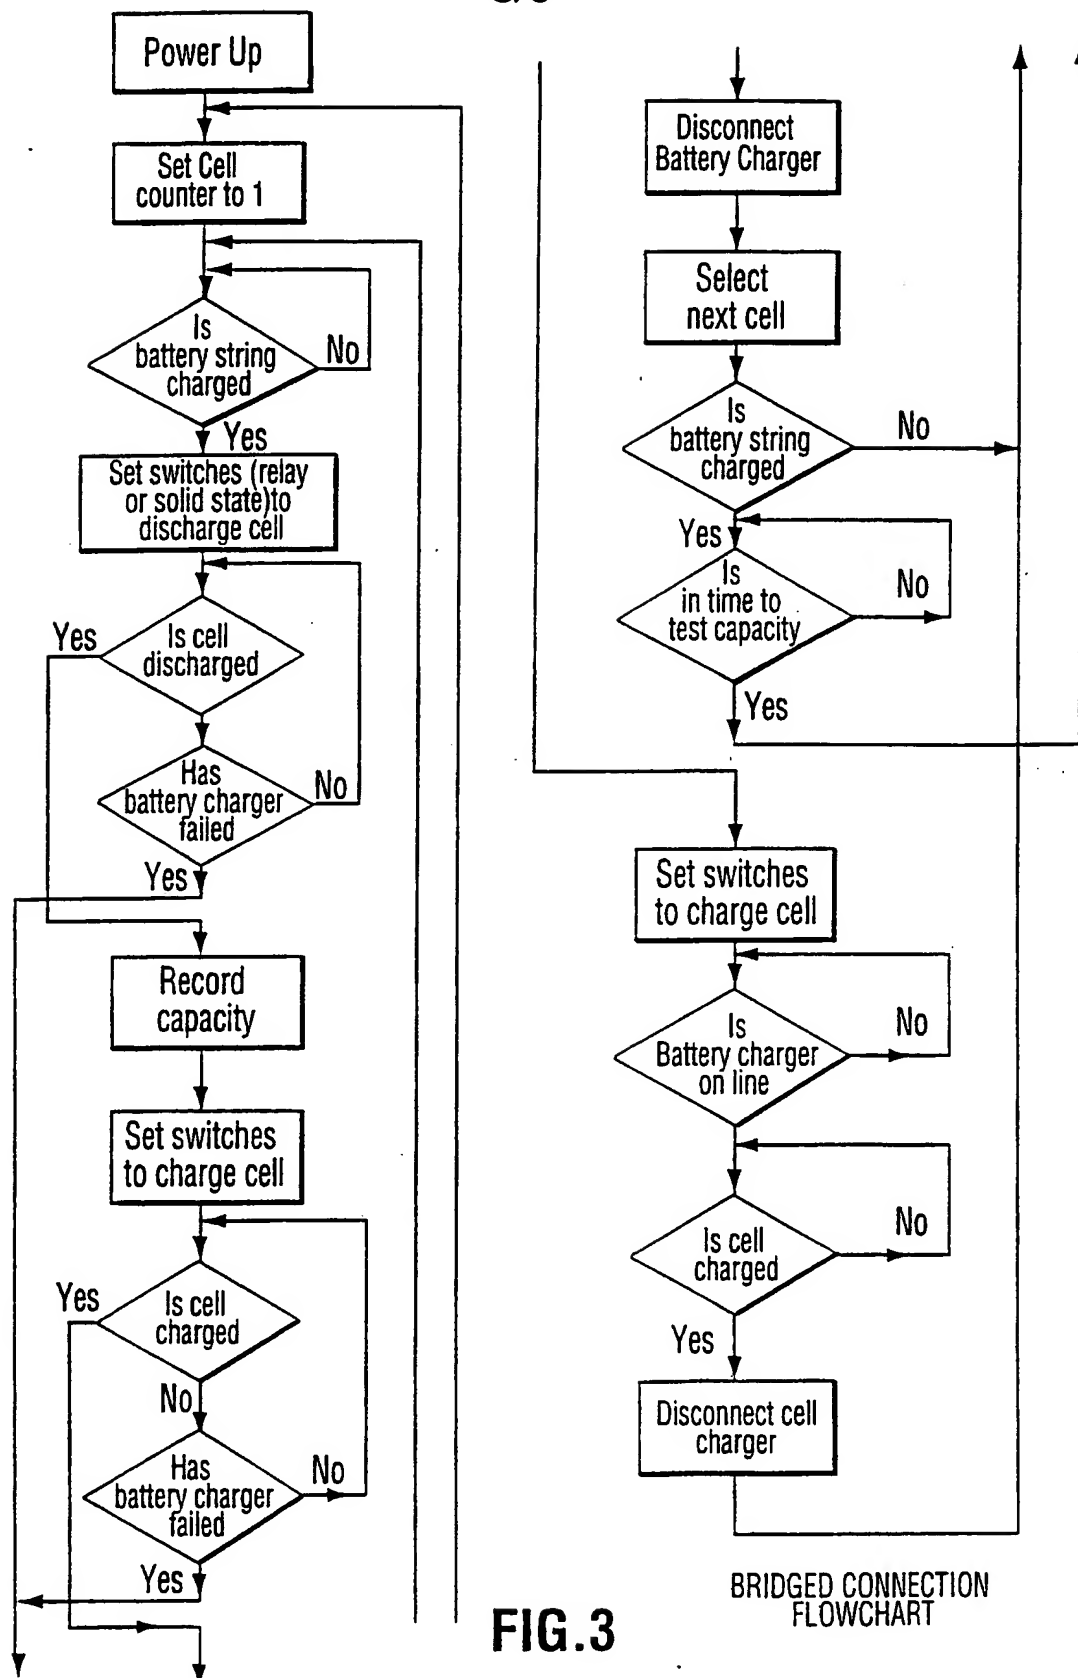 Power Up
Set Cell
counter to 1
Is
battery string
charged
No
Yes
Set switches (relay
or solid state)to
discharge cell
Yes
Is cell
discharged
Has
battery charger
failed
No
Yes
Record
capacity
Set switches
to charge cell
Yes
Is cell
charged
No
Has
battery charger
failed
No
Yes
Disconnect
Battery Charger
Select
next cell
Is
battery string
charged
No
Yes
Is
in time to
test capacity
No
Yes
Set switches
to charge cell
Is
Battery charger
on line
No
Is cell
charged
No
Yes
Disconnect cell
charger
BRIDGED CONNECTION
FLOWCHART
FIG.3